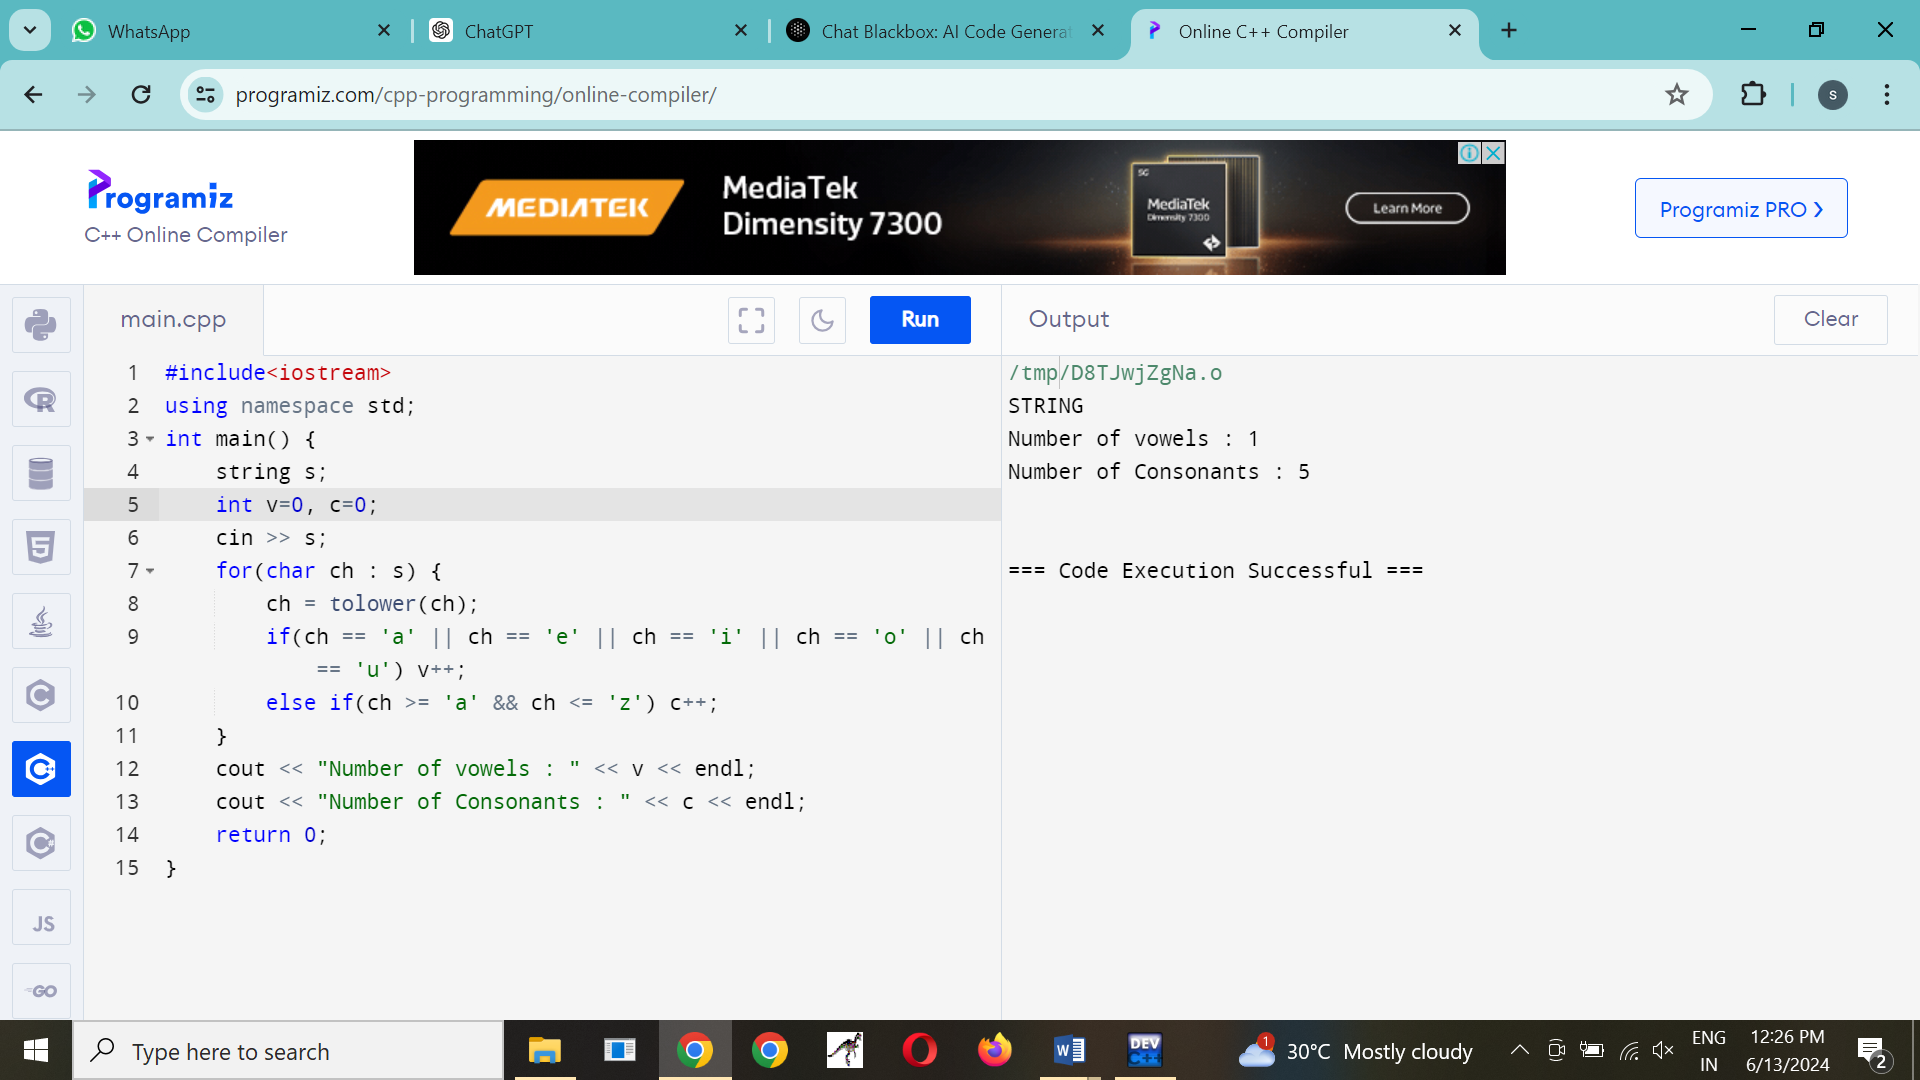 WhatsApp
ChatGPT
Chat Blackbox: AI Code Generat
Online C++ Compiler
programiz.com/cpp-programming/online-compiler/
s
Programiz
C++ Online Compiler
MEDIATEK
MediaTek
Dimensity 7300
5G
MediaTek
Dimensity 7300
Learn More
Programiz PRO ❯
main.cpp
Run
Output
Clear
1 #include<iostream>
2 using namespace std;
3 int main() {
4 string s;
5 int v=0, c=0;
6 cin >> s;
7 for(char ch : s) {
8 ch = tolower(ch);
9 if(ch == 'a' || ch == 'e' || ch == 'i' || ch == 'o' || ch
== 'u') v++;
10 else if(ch >= 'a' && ch <= 'z') c++;
11 }
12 cout << "Number of vowels : " << v << endl;
13 cout << "Number of Consonants : " << c << endl;
14 return 0;
15 }
/tmp/D8TJwjZgNa.o
STRING
Number of vowels : 1
Number of Consonants : 5
=== Code Execution Successful ===
JS
GO
Type here to search
W
DEV
C++
1
30°C Mostly cloudy
ENG
IN
12:26 PM
6/13/2024
2